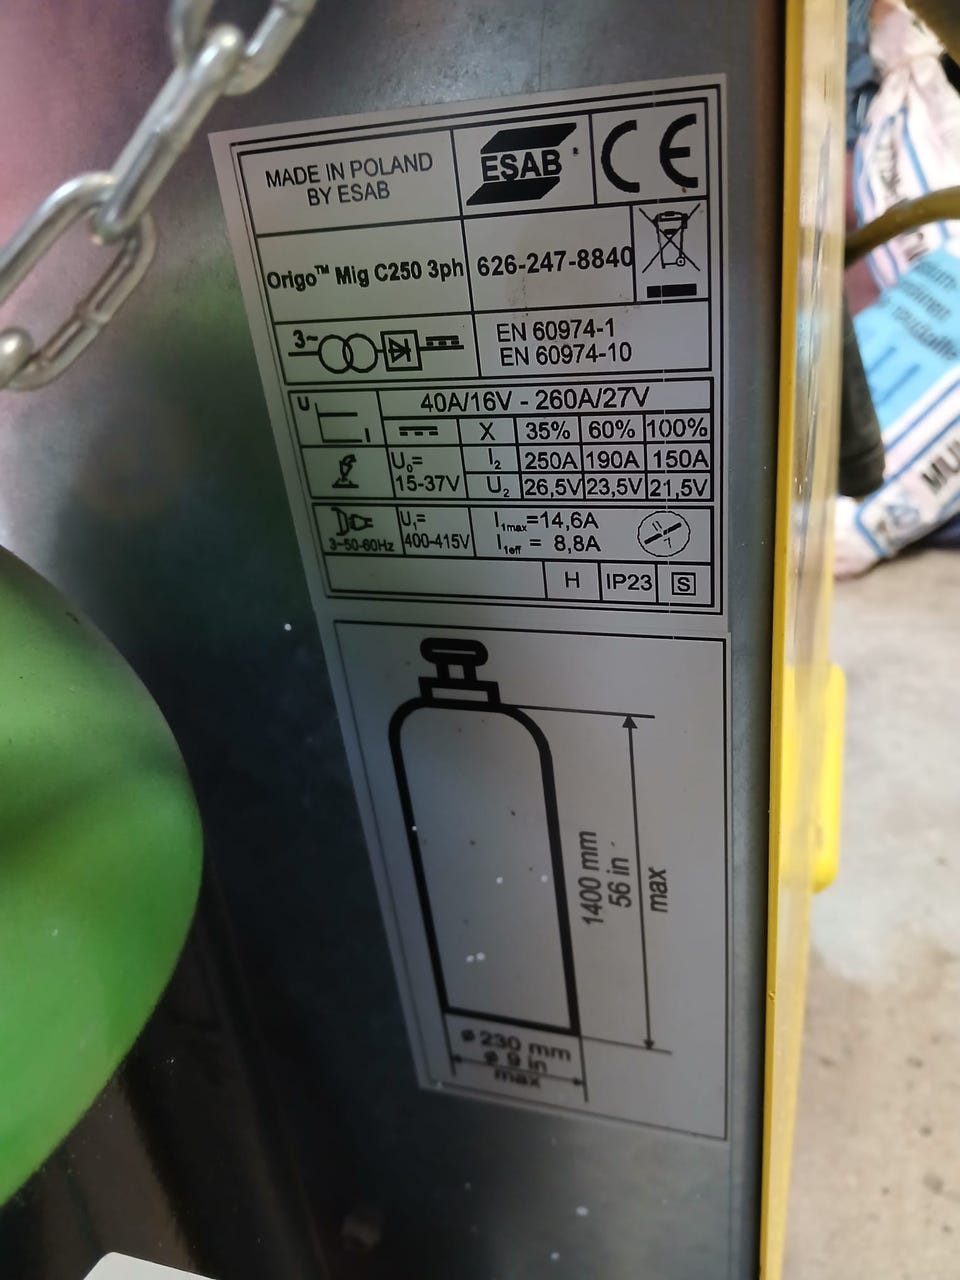 MADE IN POLAND
BY ESAB
ESAB
CE
Origo™ Mig C250 3ph
626-247-8840
3~
EN 60974-1
EN 60974-10
U
I
40A/16V - 260A/27V
X 35% 60% 100%
U₀=
15-37V
I₂ 250A 190A 150A
U₂ 26,5V 23,5V 21,5V
3~50-60Hz
U₁=
400-415V
I₁max=14,6A
I₁eff = 8,8A
H IP23 S
1400 mm
56 in
max
ø 230 mm
ø 9 in
max